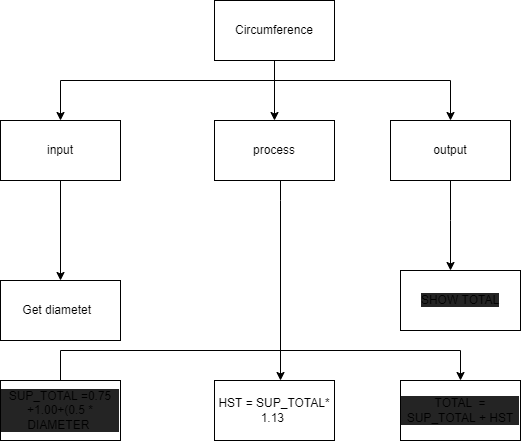 Circumference
input
process
output
Get diametet
SHOW TOTAL
SUP_TOTAL =0.75
+1.00+(0.5 *
DIAMETER
HST = SUP_TOTAL*
1.13
TOTAL =
SUP_TOTAL + HST